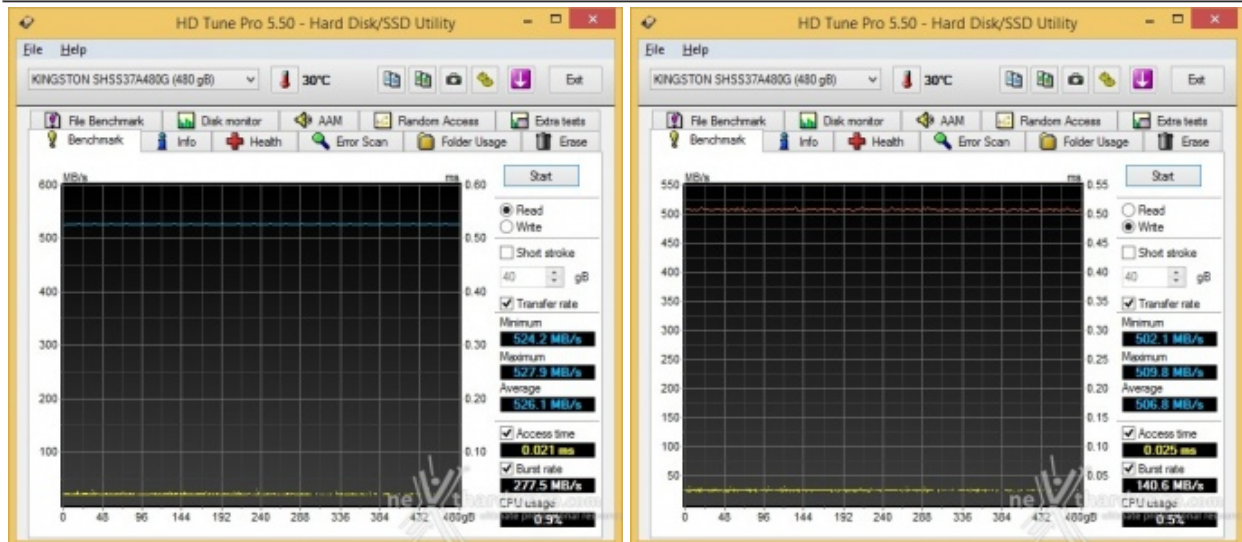 HD Tune Pro 5.50 - Hard Disk/SSD Utility
File Help
KINGSTON SHSS37A480G (480 gB) 30°C Exit
File Benchmark Disk monitor AAM Random Access Extra tests
Benchmark Info Health Error Scan Folder Usage Erase
MB/s ms
600 0.60
500 0.50
400 0.40
300 0.30
200 0.20
100 0.10
0 48 96 144 192 240 288 336 384 432 480gB
Start
Read
Write
Short stroke
40 gB
Transfer rate
Minimum
524.2 MB/s
Maximum
527.9 MB/s
Average
526.1 MB/s
Access time
0.021 ms
Burst rate
277.5 MB/s
CPU usage
0.9%
HD Tune Pro 5.50 - Hard Disk/SSD Utility
File Help
KINGSTON SHSS37A480G (480 gB) 30°C Exit
File Benchmark Disk monitor AAM Random Access Extra tests
Benchmark Info Health Error Scan Folder Usage Erase
MB/s ms
550 0.55
500 0.50
450 0.45
400 0.40
350 0.35
300 0.30
250 0.25
200 0.20
150 0.15
100 0.10
50 0.05
0 48 96 144 192 240 288 336 384 432 480gB
Start
Read
Write
Short stroke
40 gB
Transfer rate
Minimum
502.1 MB/s
Maximum
509.8 MB/s
Average
506.8 MB/s
Access time
0.025 ms
Burst rate
140.6 MB/s
CPU usage
0.5%